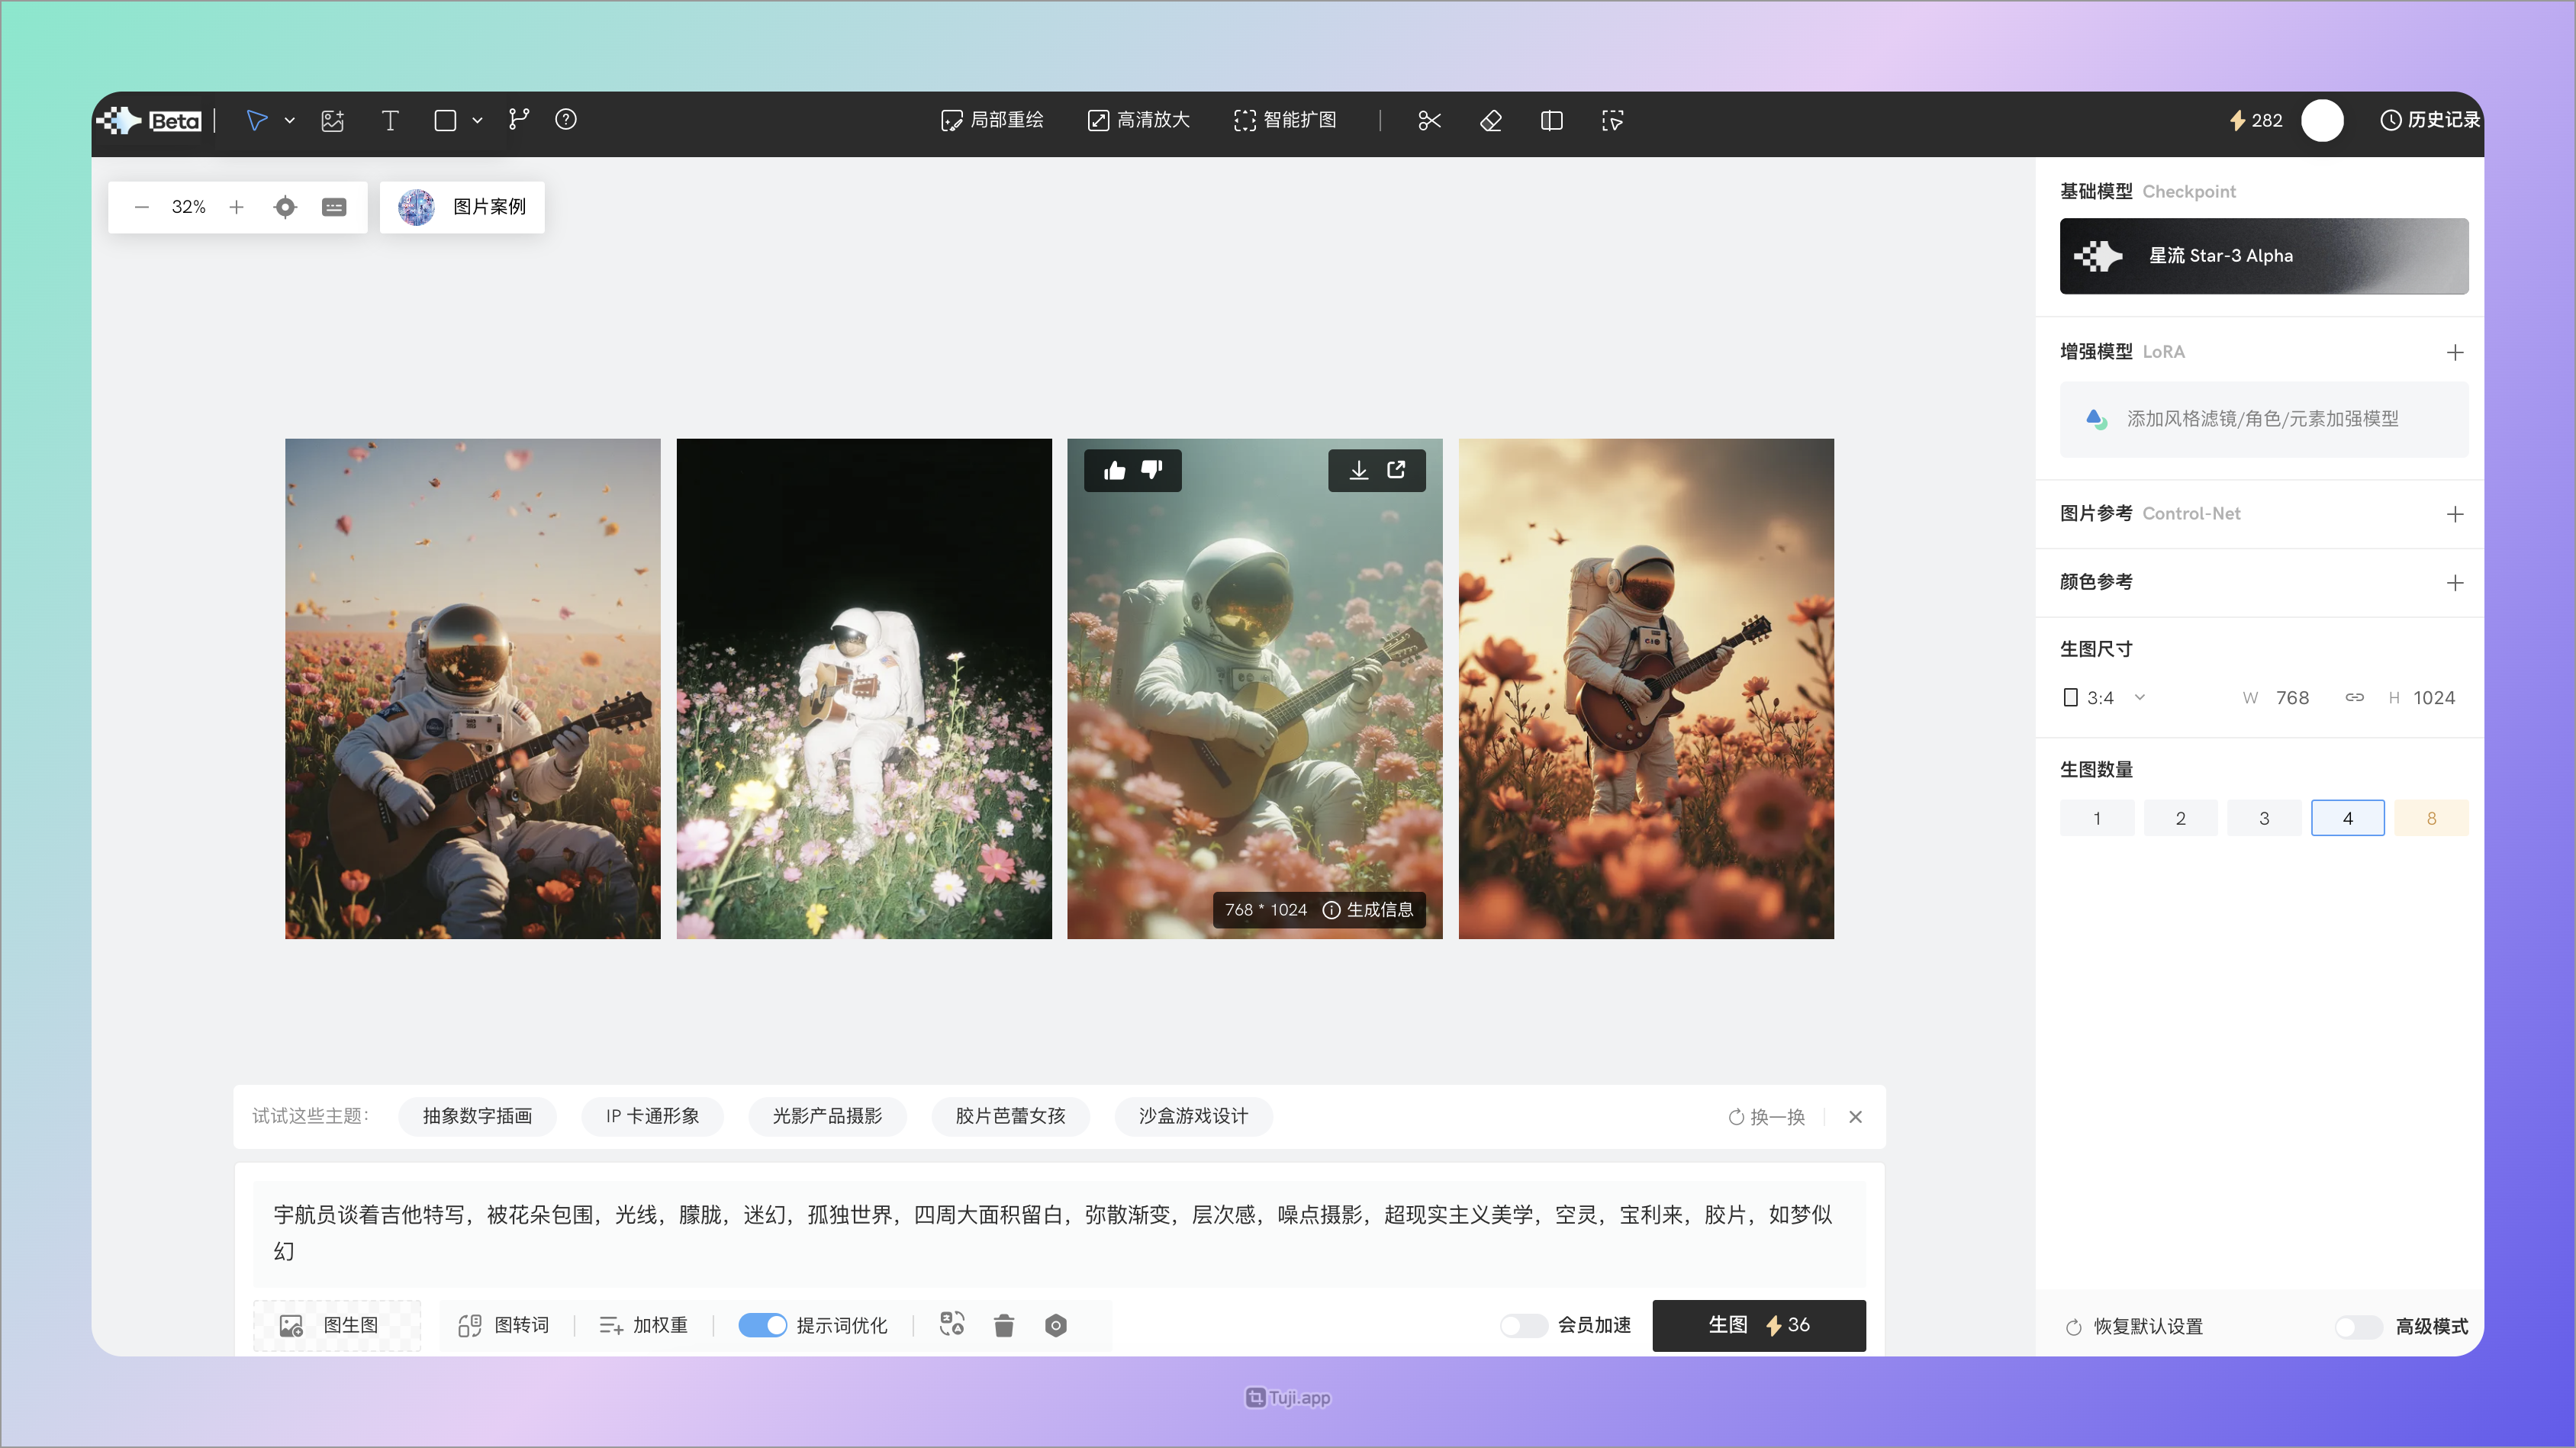 Beta
局部重绘
高清放大
智能扩图
282
历史记录
32%
图片案例
基础模型 Checkpoint
星流 Star-3 Alpha
增强模型 LoRA
添加风格滤镜/角色/元素加强模型
图片参考 Control-Net
颜色参考
生图尺寸
3:4
W 768
H 1024
生图数量
1
2
3
4
8
768 * 1024 生成信息
试试这些主题：
抽象数字插画
IP 卡通形象
光影产品摄影
胶片芭蕾女孩
沙盒游戏设计
换一换
宇航员谈着吉他特写，被花朵包围，光线，朦胧，迷幻，孤独世界，四周大面积留白，弥散渐变，层次感，噪点摄影，超现实主义美学，空灵，宝利来，胶片，如梦似
幻
图生图
图转词
加权重
提示词优化
会员加速
生图 36
恢复默认设置
高级模式
Tuji.app